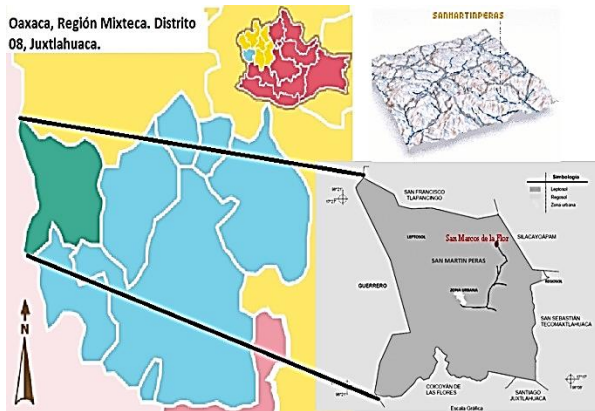 Oaxaca, Región Mixteca. Distrito
08, Juxtlahuaca.
SANMARTINPERAS
Simbología
Leptosol
Regosol
Zona urbana
SAN FRANCISCO
TLAPANCINGO
LEPTOSOL
San Marcos de la Flor
SILACAYOÁPAM
SAN MARTIN PERAS
GUERRERO
ZONA URBANA
REGOSOL
SAN SEBASTIÁN
TECOMAXTLAHUACA
COICOYÁN DE
LAS FLORES
SANTIAGO
JUXTLAHUACA
Escala Gráfica
N